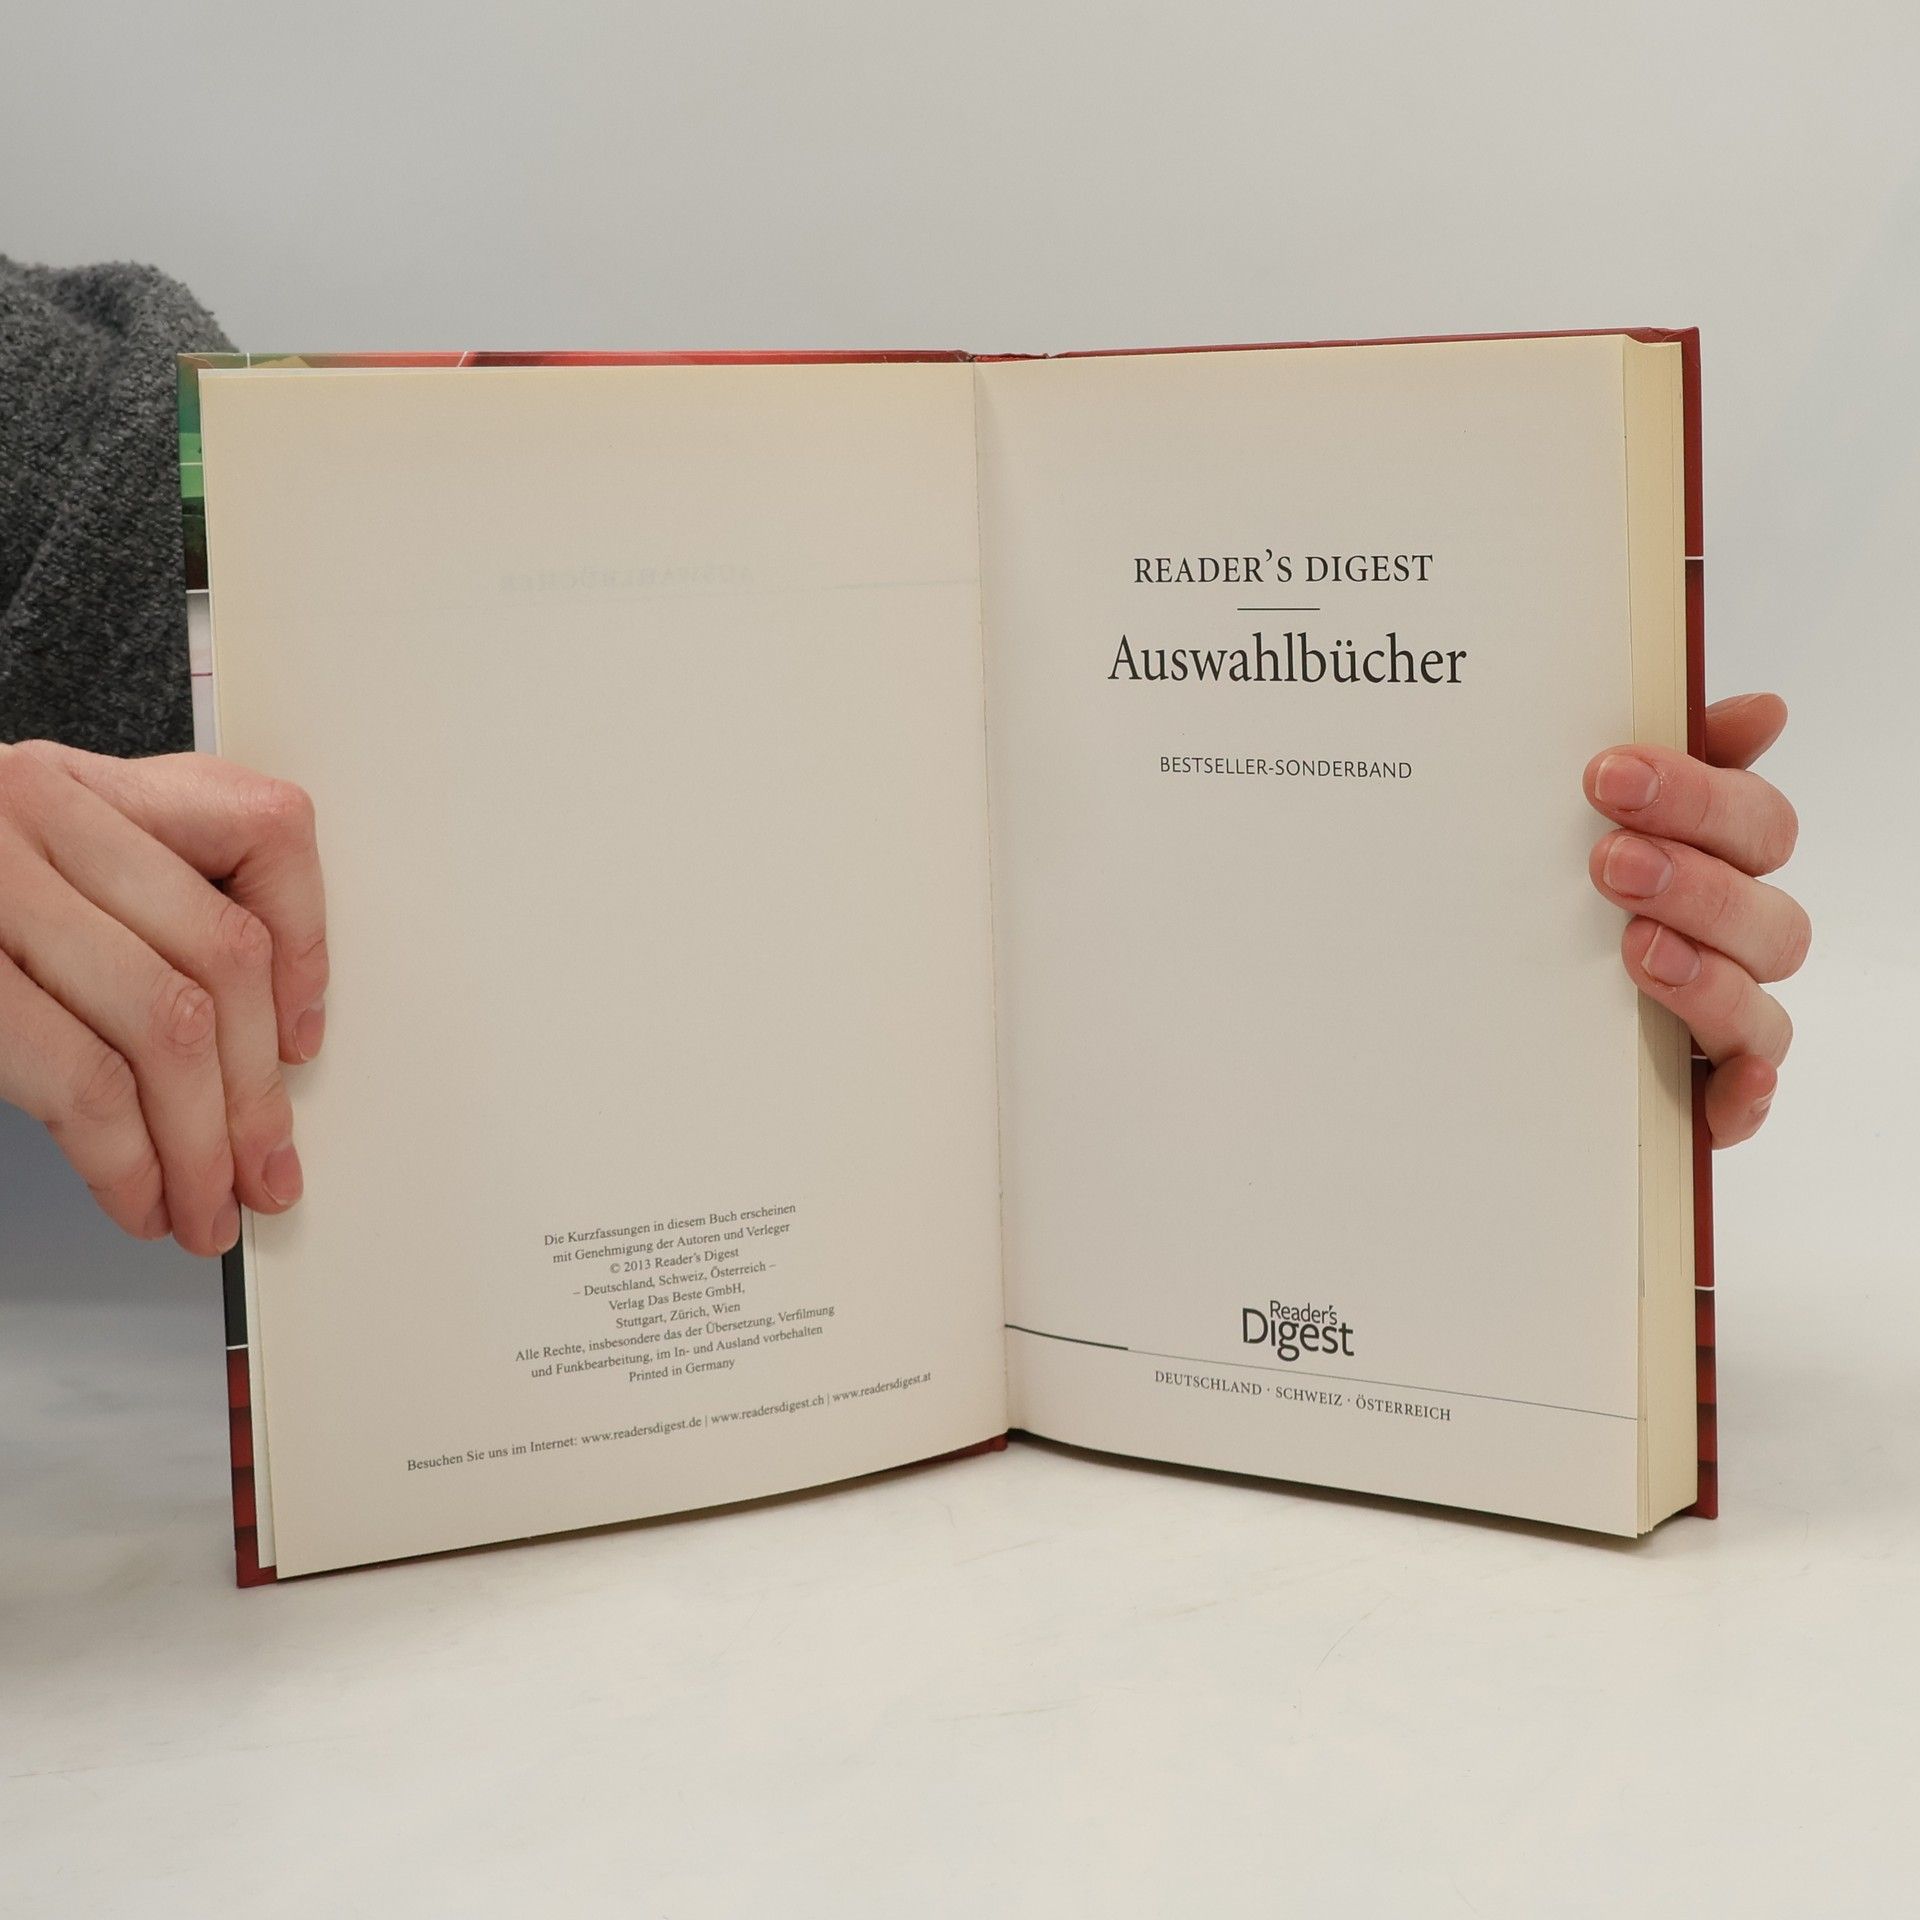 Die Kurzfassungen in diesem Buch erscheinen
mit Genehmigung der Autoren und Verleger
© 2013 Reader's Digest
– Deutschland, Schweiz, Österreich –
Verlag Das Beste GmbH,
Stuttgart, Zürich, Wien
Alle Rechte, insbesondere das der Übersetzung, Verfilmung
und Funkbearbeitung, im In- und Ausland vorbehalten
Printed in Germany
Besuchen Sie uns im Internet: www.readersdigest.de | www.readersdigest.ch | www.readersdigest.at
READER'S DIGEST
Auswahlbücher
BESTSELLER-SONDERBAND
Reader's
Digest
DEUTSCHLAND · SCHWEIZ · ÖSTERREICH